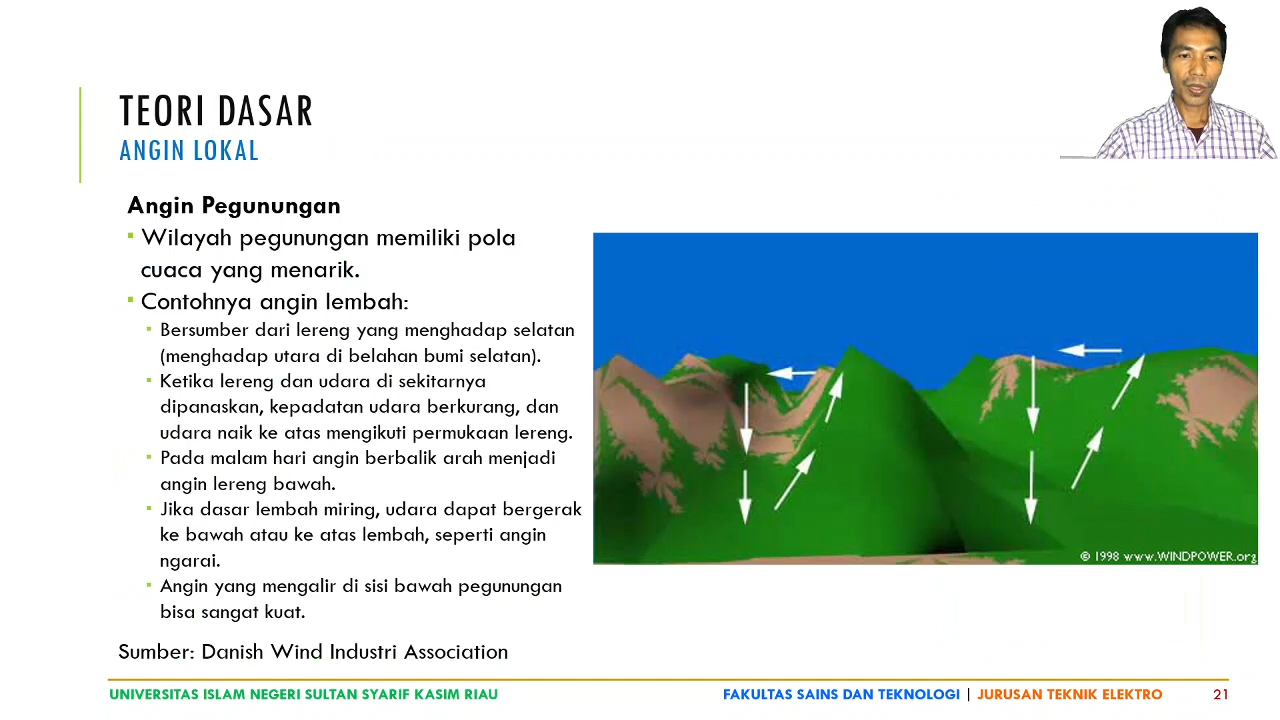 TEORI DASAR
ANGIN LOKAL
Angin Pegunungan
Wilayah pegunungan memiliki pola
cuaca yang menarik.
Contohnya angin lembah:
Bersumber dari lereng yang menghadap selatan
(menghadap utara di belahan bumi selatan).
Ketika lereng dan udara di sekitarnya
dipanaskan, kepadatan udara berkurang, dan
udara naik ke atas mengikuti permukaan lereng.
Pada malam hari angin berbalik arah menjadi
angin lereng bawah.
Jika dasar lembah miring, udara dapat bergerak
ke bawah atau ke atas lembah, seperti angin
ngarai.
Angin yang mengalir di sisi bawah pegunungan
bisa sangat kuat.
© 1998 www.WINDPOWER.org
Sumber: Danish Wind Industri Association
UNIVERSITAS ISLAM NEGERI SULTAN SYARIF KASIM RIAU
FAKULTAS SAINS DAN TEKNOLOGI | JURUSAN TEKNIK ELEKTRO
21